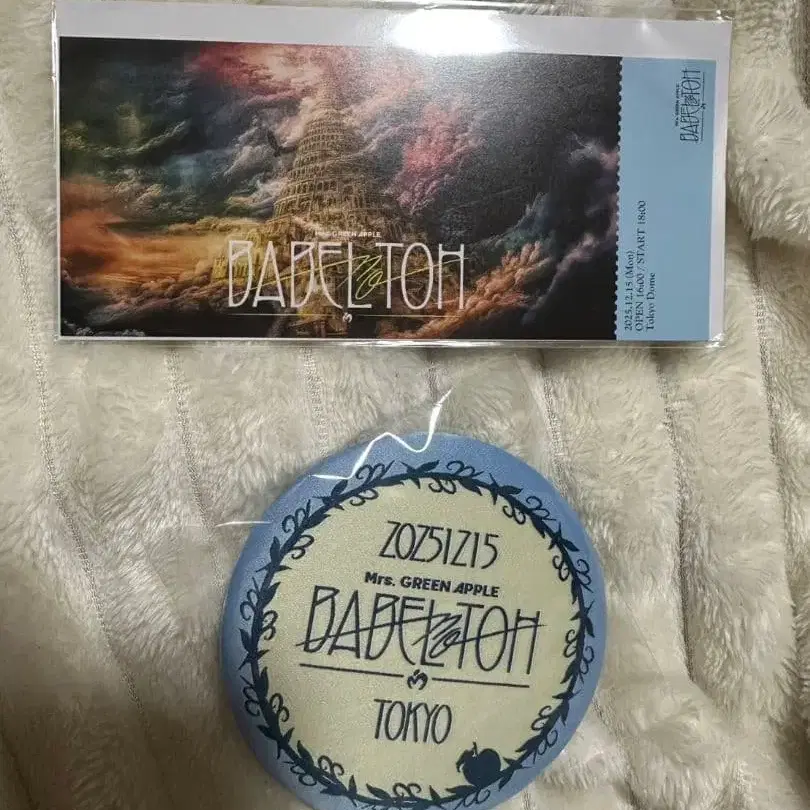 Mrs. GREEN APPLE
BABEL no TOH
Mrs. GREEN APPLE
BABEL no TOH
2025.12.15 (Mon)
OPEN 16:00 / START 18:00
Tokyo Dome
20251215
Mrs. GREEN APPLE
BABEL no TOH
TOKYO